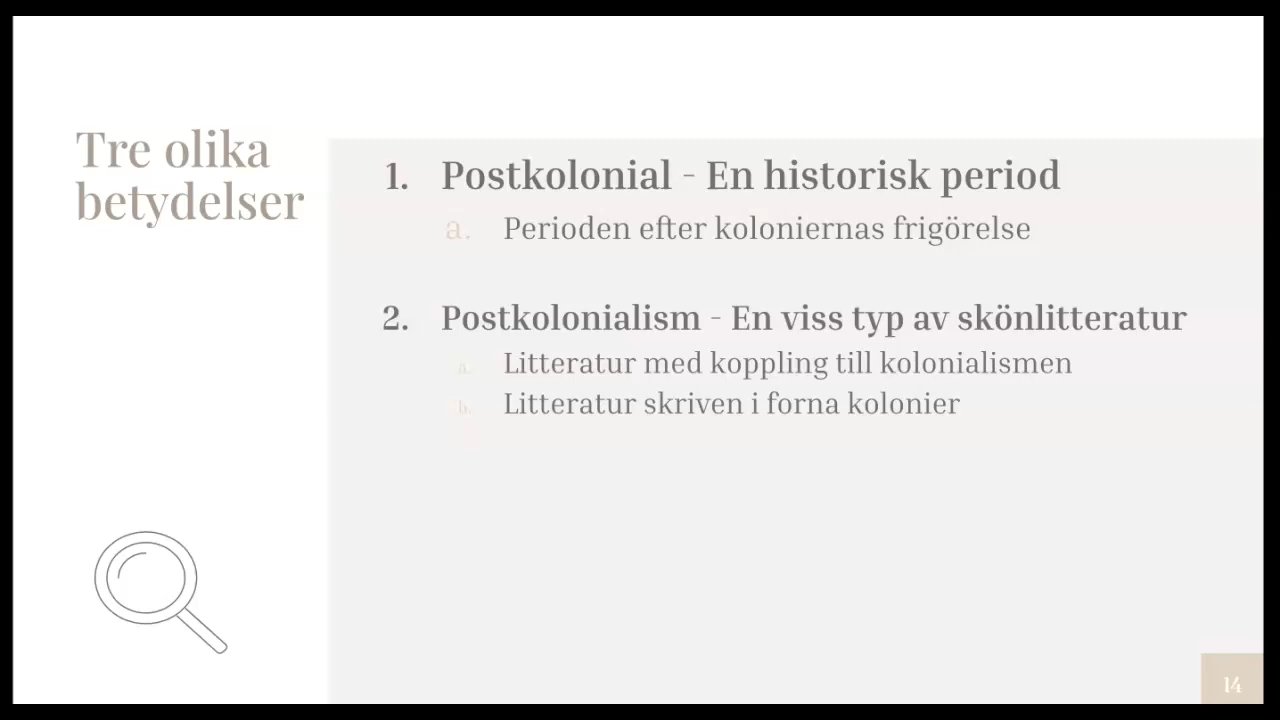 Tre olika
betydelser
1. Postkolonial - En historisk period
a. Perioden efter koloniernas frigörelse
2. Postkolonialism - En viss typ av skönlitteratur
a. Litteratur med koppling till kolonialismen
b. Litteratur skriven i forna kolonier
14